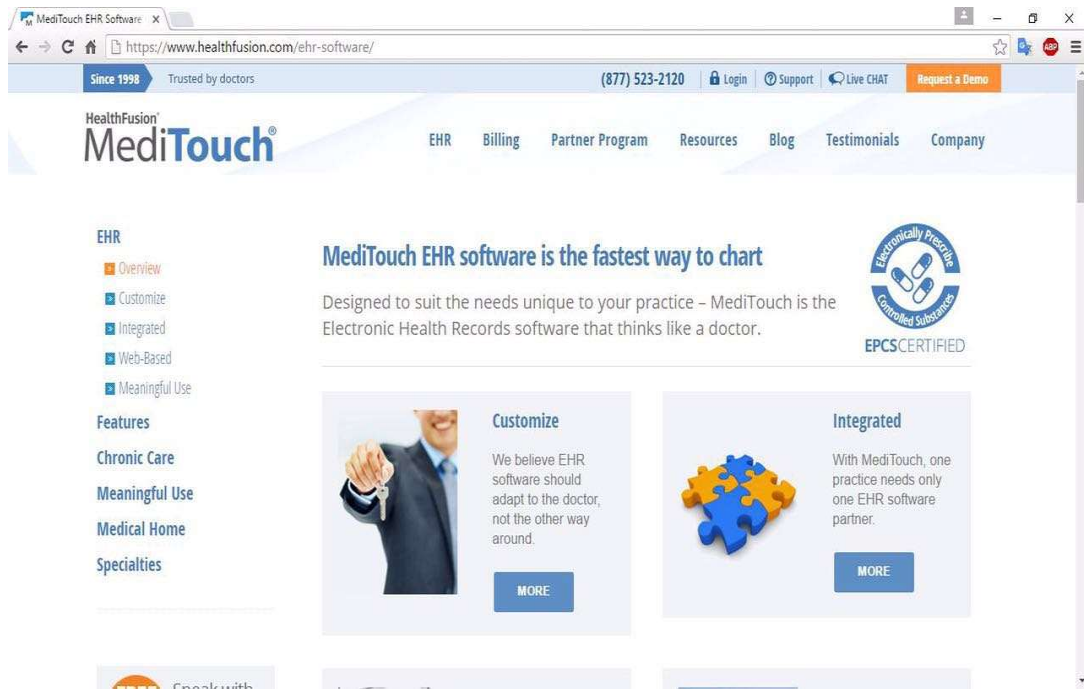 MediTouch EHR Software
https://www.healthfusion.com/ehr-software/
ABP
Since 1998 Trusted by doctors (877) 523-2120 Login Support Live CHAT Request a Demo
HealthFusion®
MediTouch®
EHR Billing Partner Program Resources Blog Testimonials Company
EHR
Overview
Customize
Integrated
Web-Based
Meaningful Use
Features
Chronic Care
Meaningful Use
Medical Home
Specialties
MediTouch EHR software is the fastest way to chart
Designed to suit the needs unique to your practice – MediTouch is the
Electronic Health Records software that thinks like a doctor.
Electronically Prescribe
Controlled Substances
EPCSCERTIFIED
Customize
We believe EHR
software should
adapt to the doctor,
not the other way
around.
MORE
Integrated
With MediTouch, one
practice needs only
one EHR software
partner.
MORE
Speak with